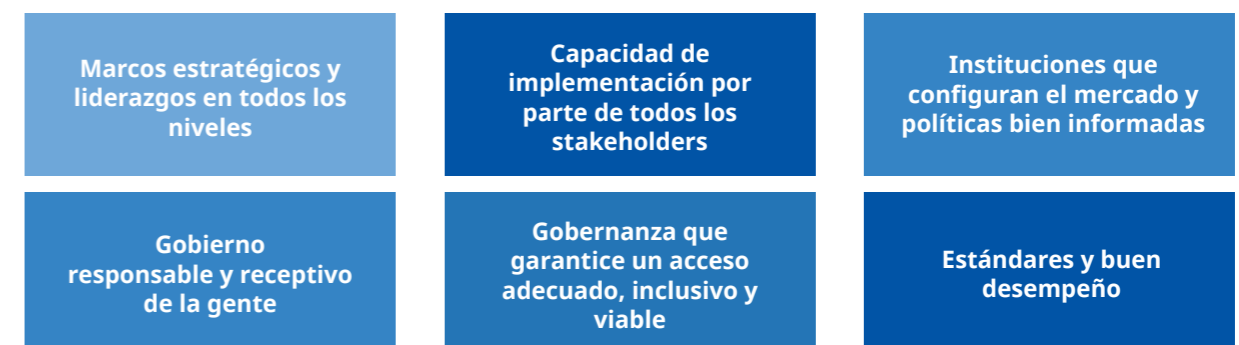 Marcos estratégicos y
liderazgos en todos los
niveles
Capacidad de
implementación por
parte de todos los
stakeholders
Instituciones que
configuran el mercado y
políticas bien informadas
Gobierno
responsable y receptivo
de la gente
Gobernanza que
garantice un acceso
adecuado, inclusivo y
viable
Estándares y buen
desempeño